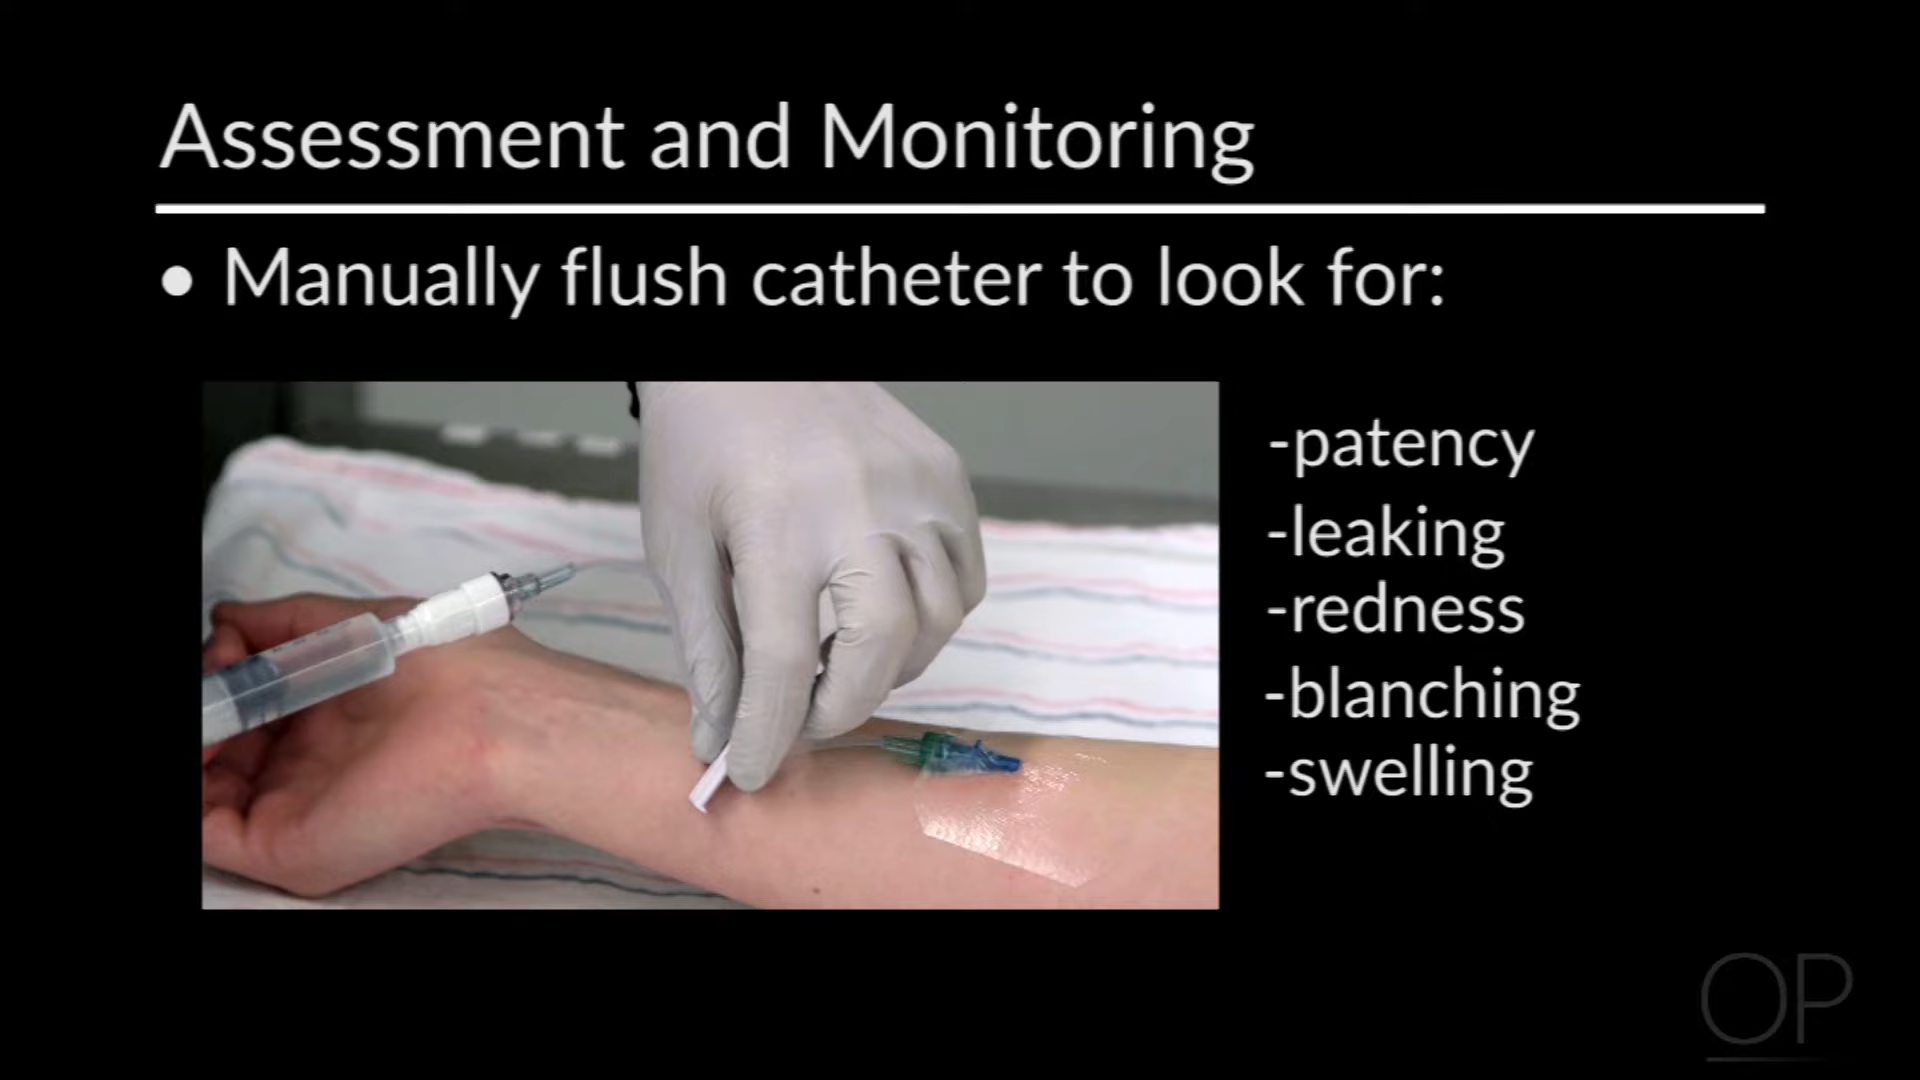 Assessment and Monitoring
• Manually flush catheter to look for:
-patency
-leaking
-redness
-blanching
-swelling
OP